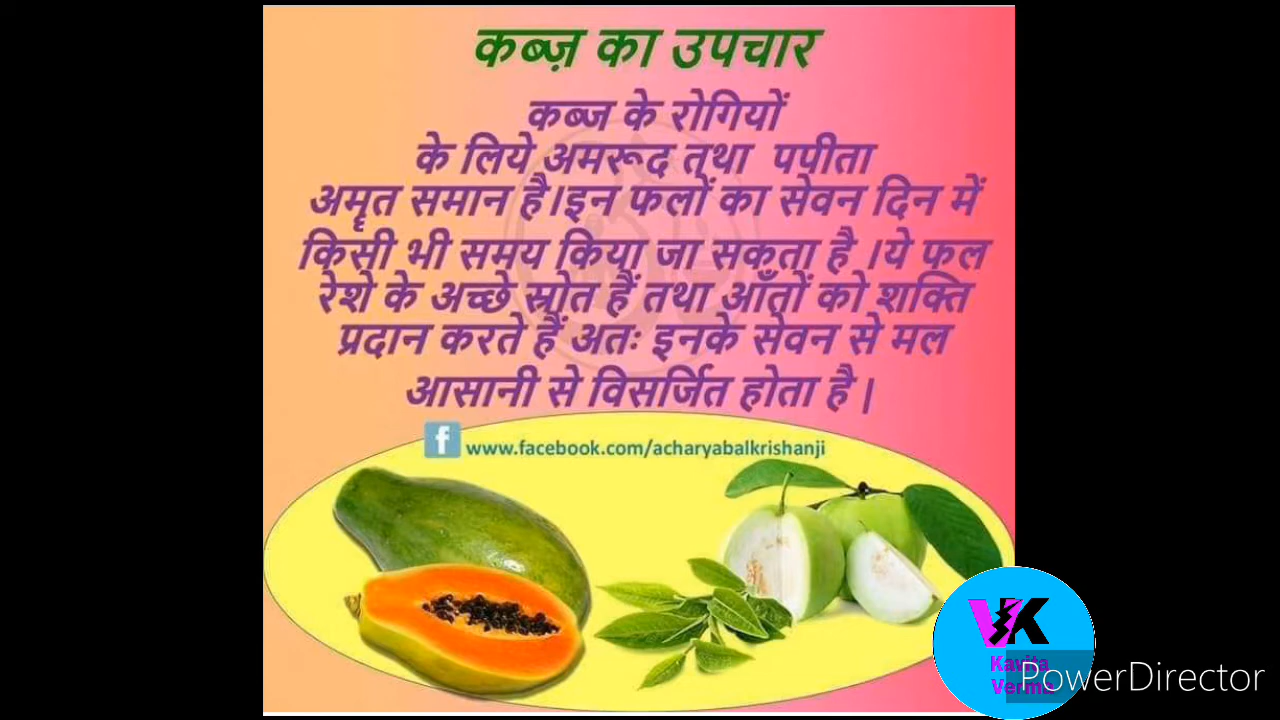 कब्ज़ का उपचार
कब्ज के रोगियों
के लिये अमरूद तथा पपीता
अमृत समान है।इन फलों का सेवन दिन में
किसी भी समय किया जा सकता है ।ये फल
रेशे के अच्छे स्रोत हैं तथा आँतों को शक्ति
प्रदान करते हैं अतः इनके सेवन से मल
आसानी से विसर्जित होता है |
f www.facebook.com/acharyabalkrishanji
VK
Kavita
Verma
PowerDirector